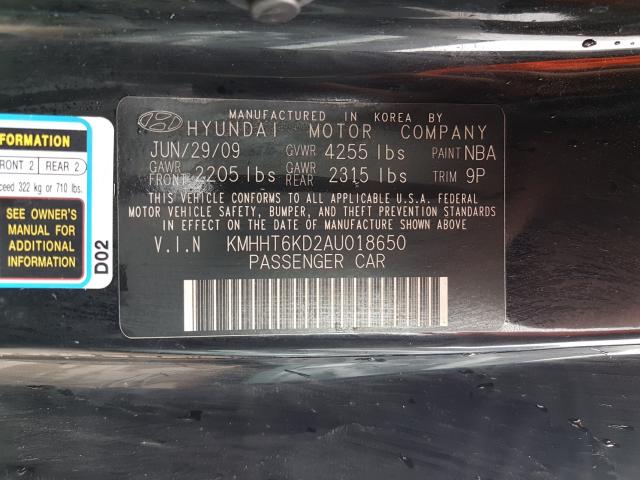 MANUFACTURED IN KOREA BY
HYUNDAI MOTOR COMPANY
JUN/29/09 GVWR 4255 lbs PAINT NBA
GAWR FRONT 2205 lbs GAWR REAR 2315 lbs TRIM 9P
THIS VEHICLE CONFORMS TO ALL APPLICABLE U.S.A. FEDERAL
MOTOR VEHICLE SAFETY, BUMPER, AND THEFT PREVENTION STANDARDS
IN EFFECT ON THE DATE OF MANUFACTURE SHOWN ABOVE
V.I.N KMHHT6KD2AU018650
PASSENGER CAR
FRONT 2 REAR 2
322 kg or 710 lbs.
SEE OWNER'S
MANUAL FOR
ADDITIONAL
INFORMATION
D02